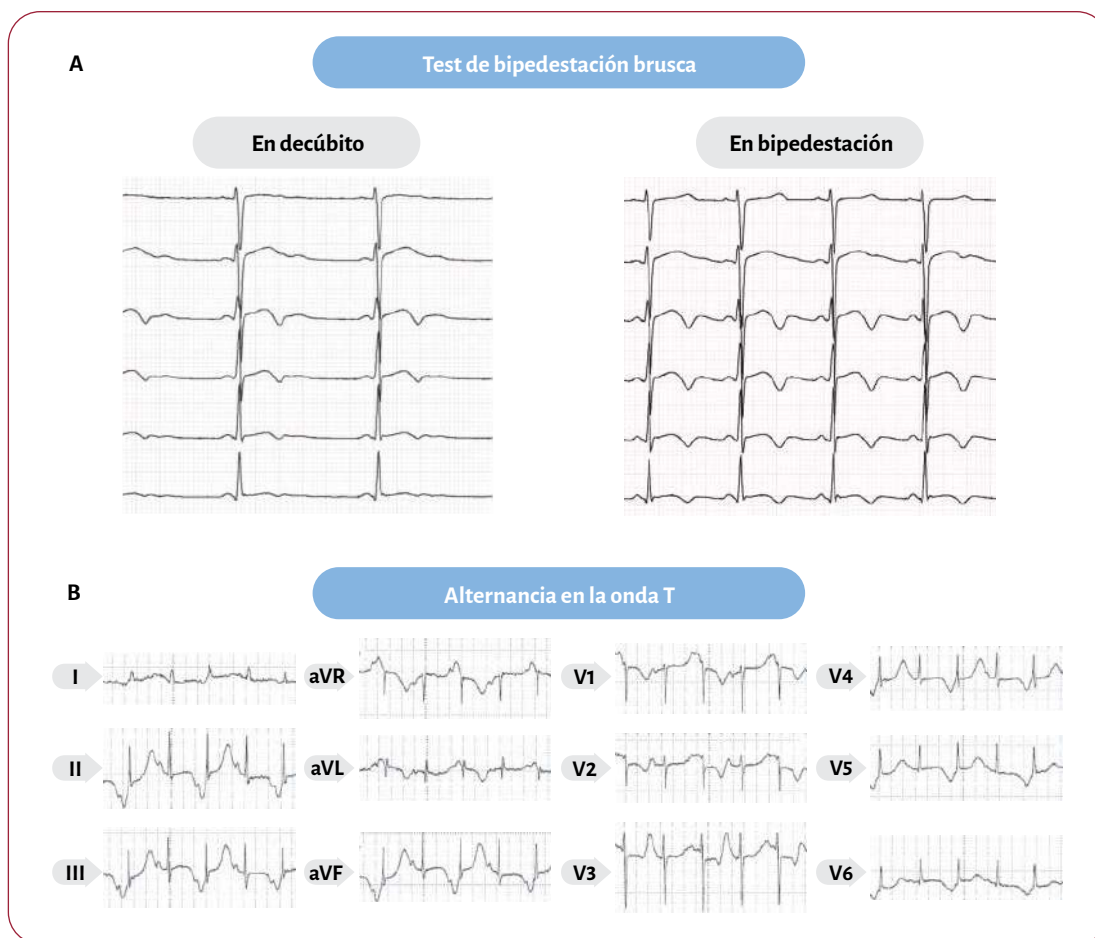 A
Test de bipedestación brusca
En decúbito
En bipedestación
B
Alternancia en la onda T
I
aVR
V1
V4
II
aVL
V2
V5
III
aVF
V3
V6